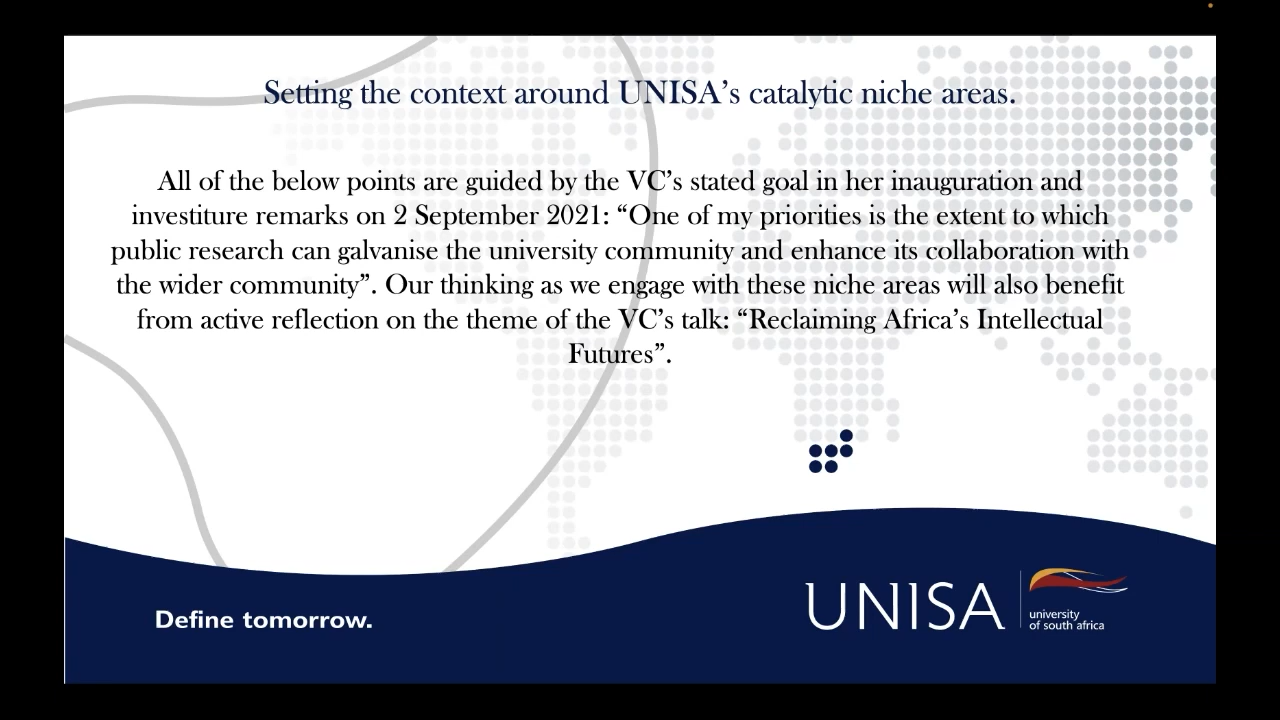 Setting the context around UNISA’s catalytic niche areas.
All of the below points are guided by the VC’s stated goal in her inauguration and
investiture remarks on 2 September 2021: “One of my priorities is the extent to which
public research can galvanise the university community and enhance its collaboration with
the wider community”. Our thinking as we engage with these niche areas will also benefit
from active reflection on the theme of the VC’s talk: “Reclaiming Africa’s Intellectual
Futures”.
Define tomorrow.
UNISA
university
of south africa